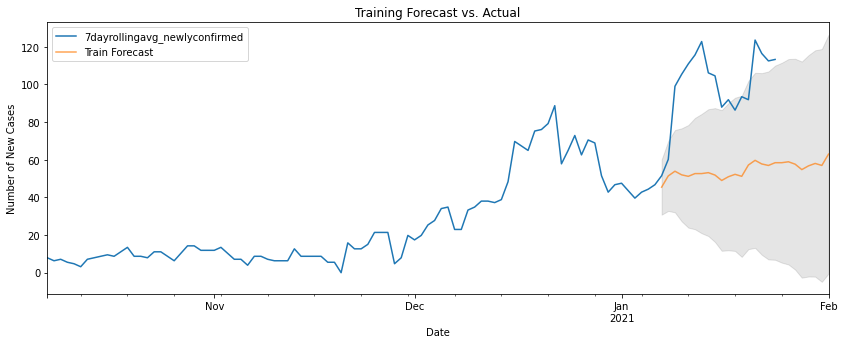 Training Forecast vs. Actual
7dayrollingavg_newlyconfirmed
Train Forecast
Number of New Cases
120
100
80
60
40
20
0
Nov
Dec
Jan
2021
Feb
Date